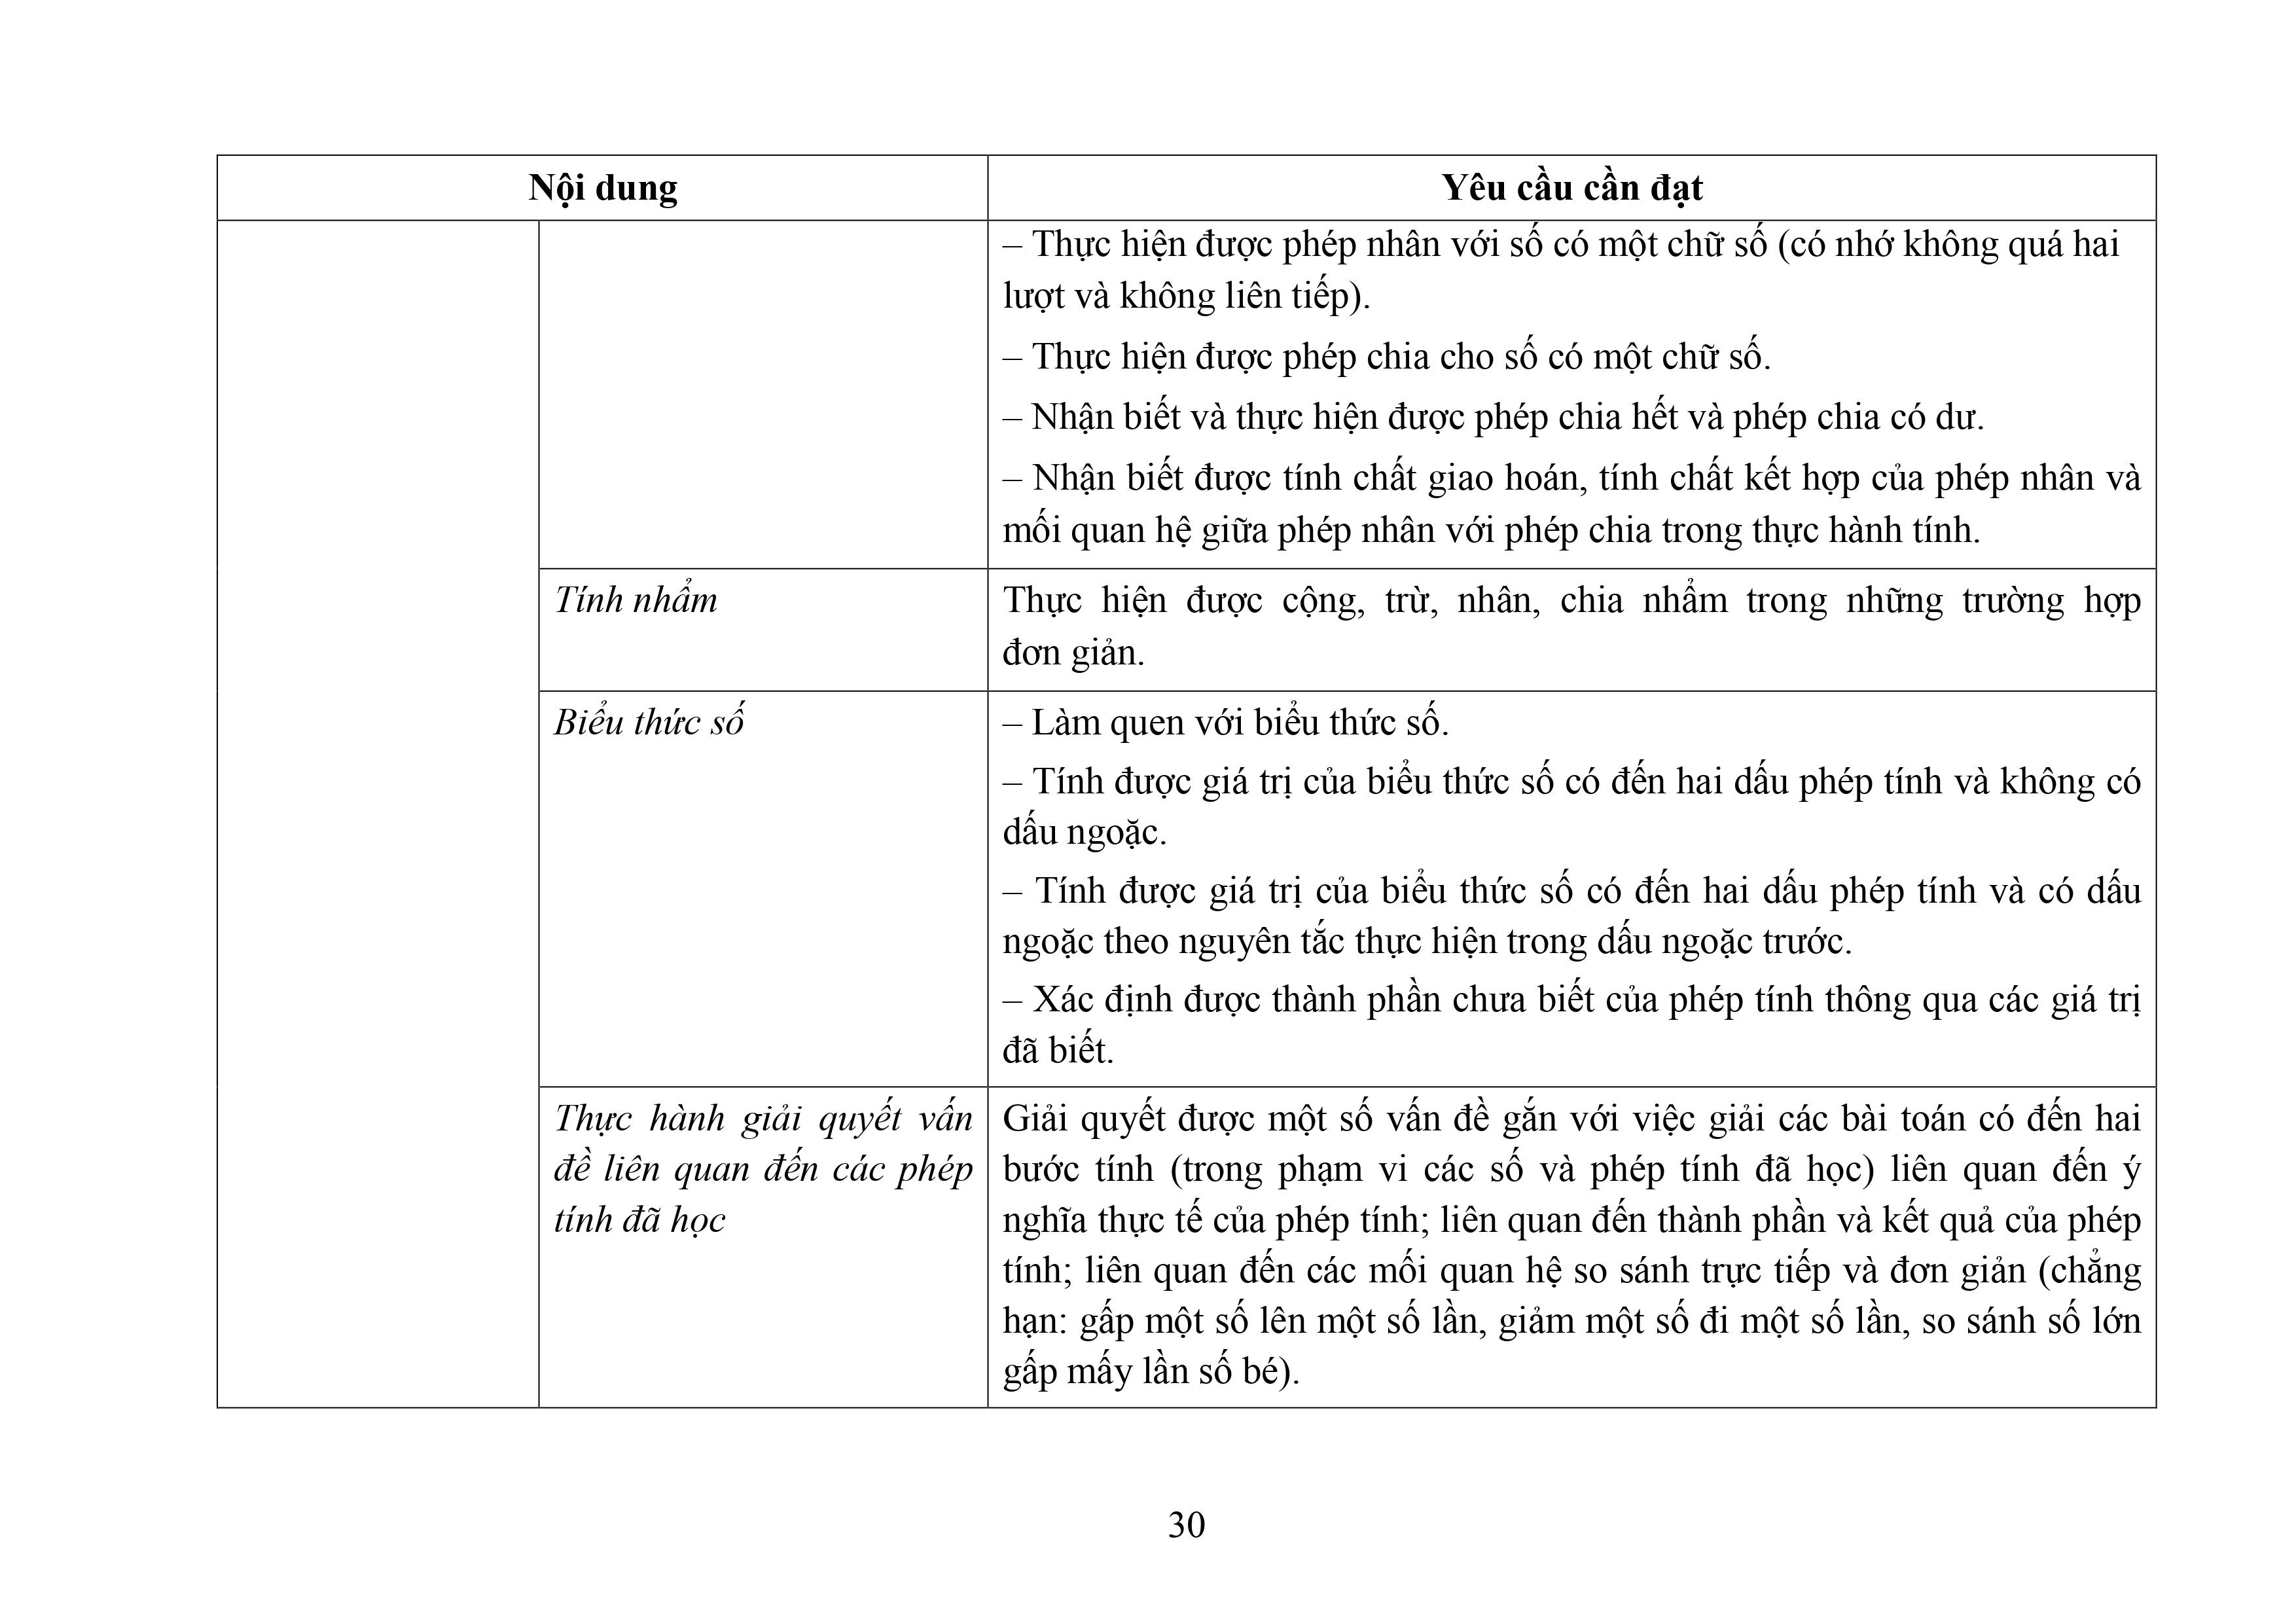 Nội dung
Yêu cầu cần đạt
– Thực hiện được phép nhân với số có một chữ số (có nhớ không quá hai
lượt và không liên tiếp).
– Thực hiện được phép chia cho số có một chữ số.
– Nhận biết và thực hiện được phép chia hết và phép chia có dư.
– Nhận biết được tính chất giao hoán, tính chất kết hợp của phép nhân và
mối quan hệ giữa phép nhân với phép chia trong thực hành tính.
Tính nhẩm
Thực hiện được cộng, trừ, nhân, chia nhẩm trong những trường hợp
đơn giản.
Biểu thức số
– Làm quen với biểu thức số.
– Tính được giá trị của biểu thức số có đến hai dấu phép tính và không có
dấu ngoặc.
– Tính được giá trị của biểu thức số có đến hai dấu phép tính và có dấu
ngoặc theo nguyên tắc thực hiện trong dấu ngoặc trước.
– Xác định được thành phần chưa biết của phép tính thông qua các giá trị
đã biết.
Thực hành giải quyết vấn
đề liên quan đến các phép
tính đã học
Giải quyết được một số vấn đề gắn với việc giải các bài toán có đến hai
bước tính (trong phạm vi các số và phép tính đã học) liên quan đến ý
nghĩa thực tế của phép tính; liên quan đến thành phần và kết quả của phép
tính; liên quan đến các mối quan hệ so sánh trực tiếp và đơn giản (chẳng
hạn: gấp một số lên một số lần, giảm một số đi một số lần, so sánh số lớn
gấp mấy lần số bé).
30